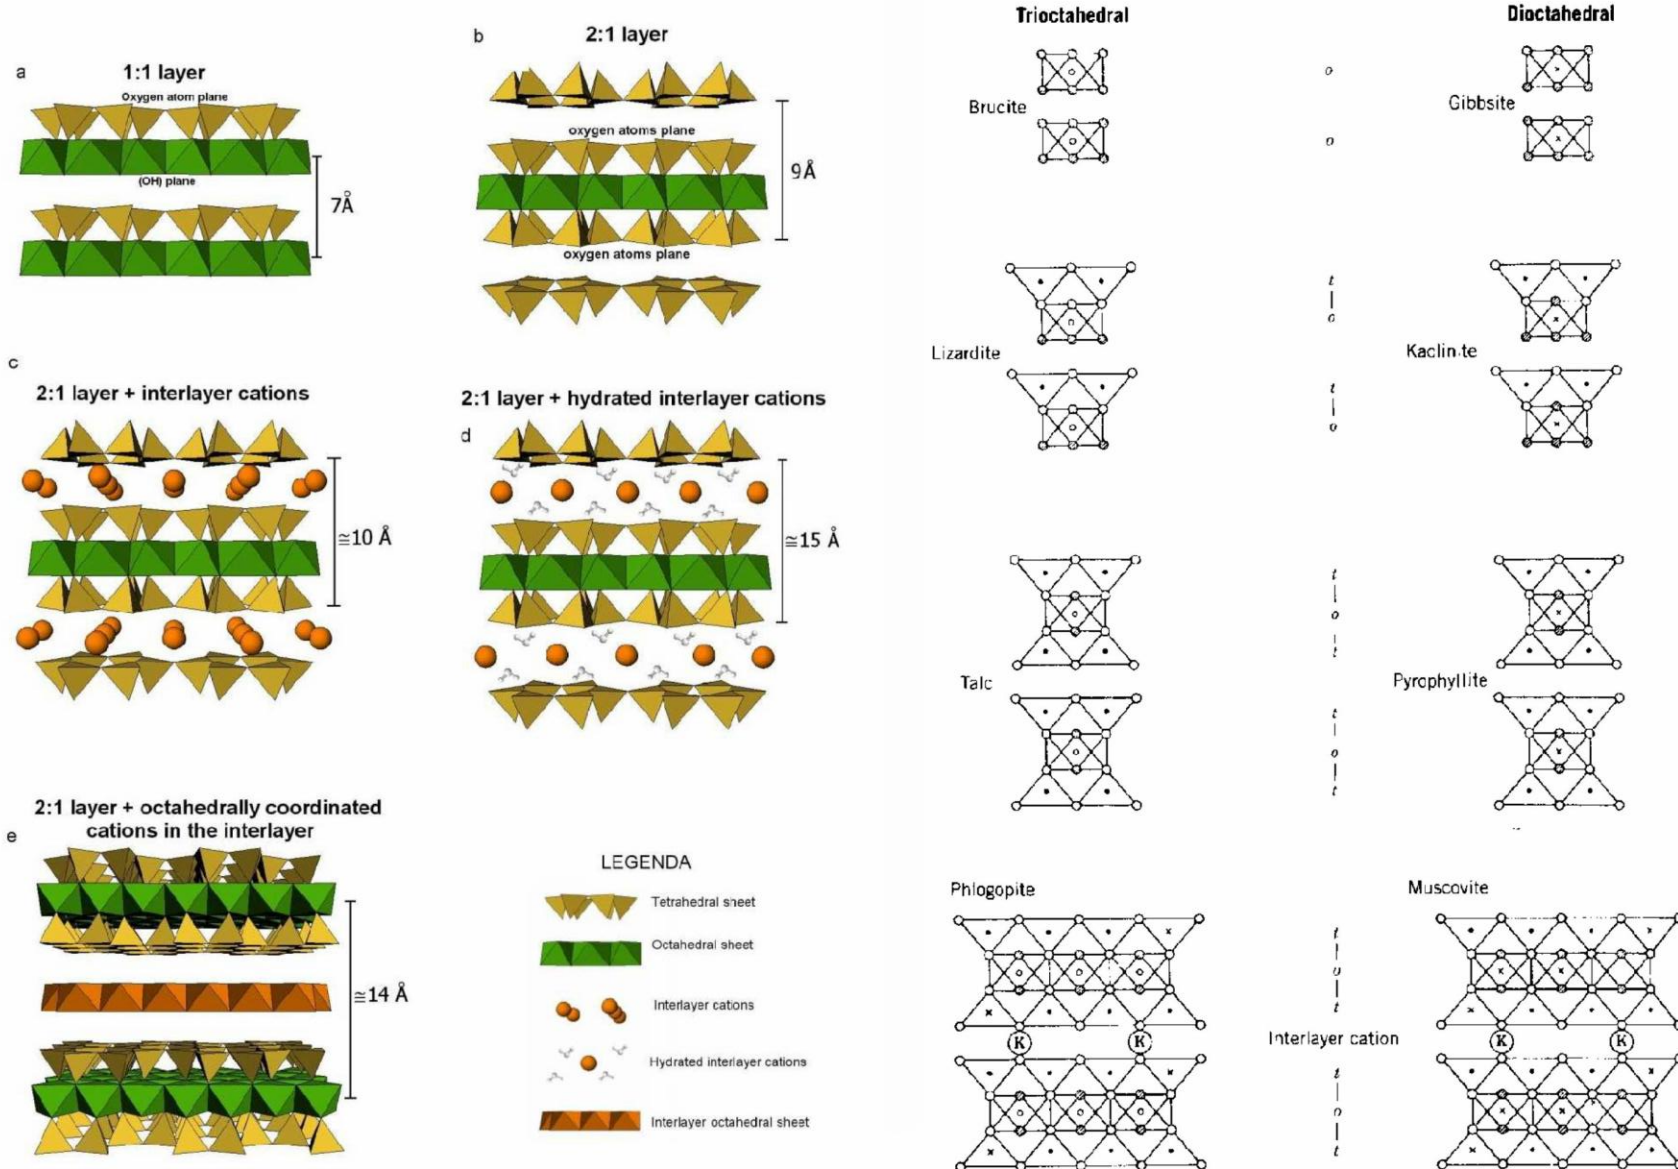 a
1:1 layer
Oxygen atom plane
(OH) plane
7Å
b
2:1 layer
oxygen atoms plane
9Å
oxygen atoms plane
c
2:1 layer + interlayer cations
≅10 Å
2:1 layer + hydrated interlayer cations
d
≅15 Å
2:1 layer + octahedrally coordinated
cations in the interlayer
e
≅14 Å
LEGENDA
Tetrahedral sheet
Octahedral sheet
Interlayer cations
Hydrated interlayer cations
Interlayer octahedral sheet
Trioctahedral
Dioctahedral
Brucite
o
o
Gibbsite
Lizardite
t
o
t
o
Kaclin.te
Talc
t
o
t
t
o
t
Pyrophyllite
Phlogopite
Muscovite
t
o
t
K K
Interlayer cation
K K
t
o
t